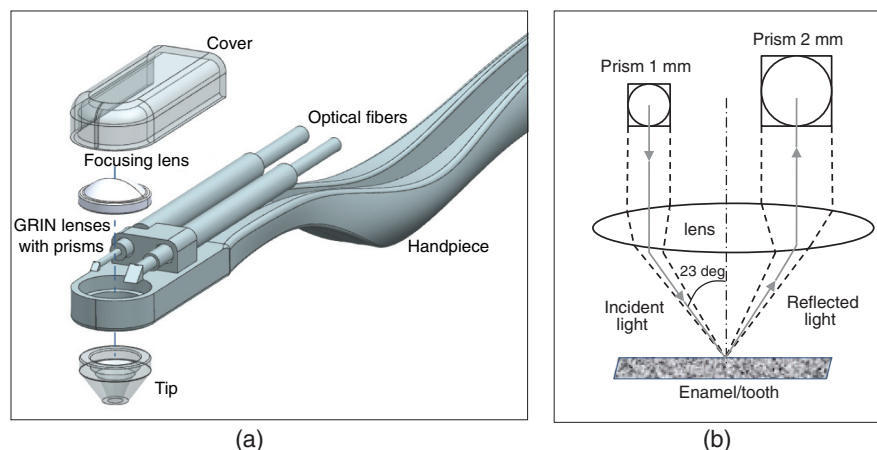 Cover
Optical fibers
Focusing lens
GRIN lenses
with prisms
Handpiece
Tip
(a)
Prism 2 mm
Prism 1 mm
lens
23 deg
Incident
light
Reflected
light
Enamel/tooth
(b)